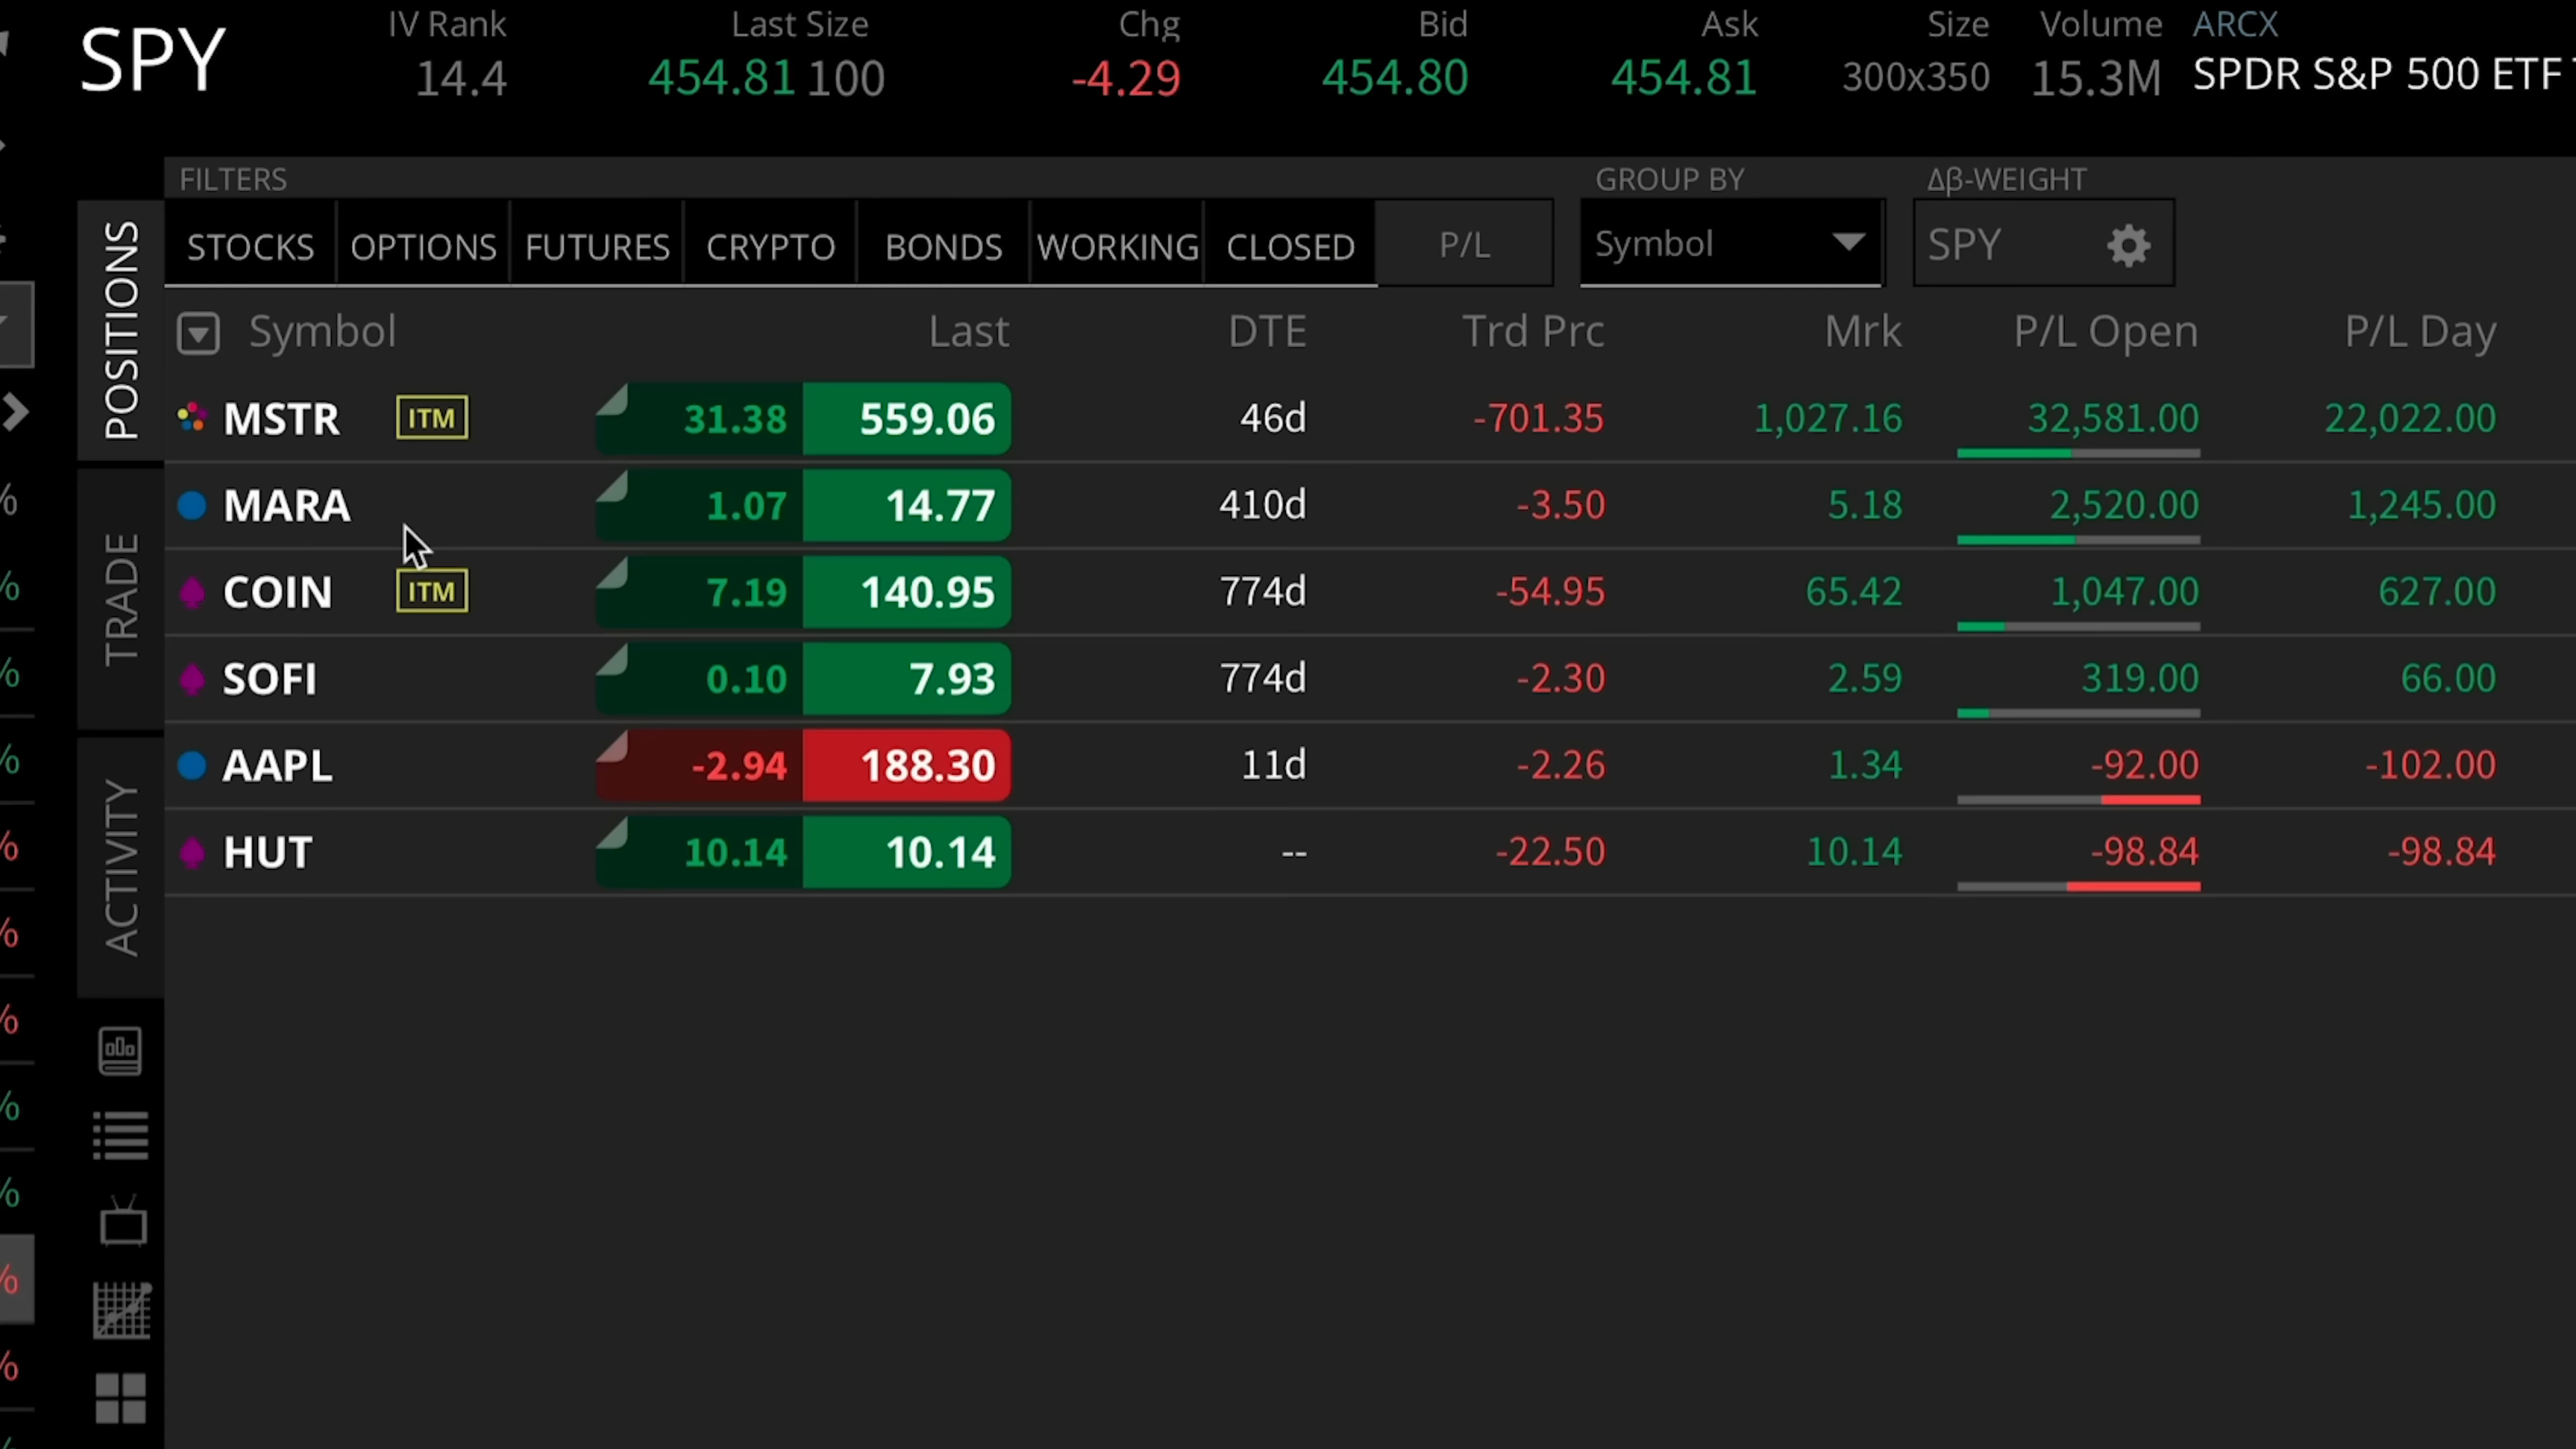 SPY
IV Rank Last Size Chg Bid Ask Size Volume ARCX
14.4 454.81 100 -4.29 454.80 454.81 300x350 15.3M SPDR S&P 500 ETF
FILTERS GROUP BY Δβ-WEIGHT
STOCKS OPTIONS FUTURES CRYPTO BONDS WORKING CLOSED P/L Symbol SPY
POSITIONS
TRADE
ACTIVITY
Symbol Last DTE Trd Prc Mrk P/L Open P/L Day
MSTR ITM 31.38 559.06 46d -701.35 1,027.16 32,581.00 22,022.00
MARA 1.07 14.77 410d -3.50 5.18 2,520.00 1,245.00
COIN ITM 7.19 140.95 774d -54.95 65.42 1,047.00 627.00
SOFI 0.10 7.93 774d -2.30 2.59 319.00 66.00
AAPL -2.94 188.30 11d -2.26 1.34 -92.00 -102.00
HUT 10.14 10.14 -- -22.50 10.14 -98.84 -98.84
%
%
%
%
%
%
%
%
%
%
%